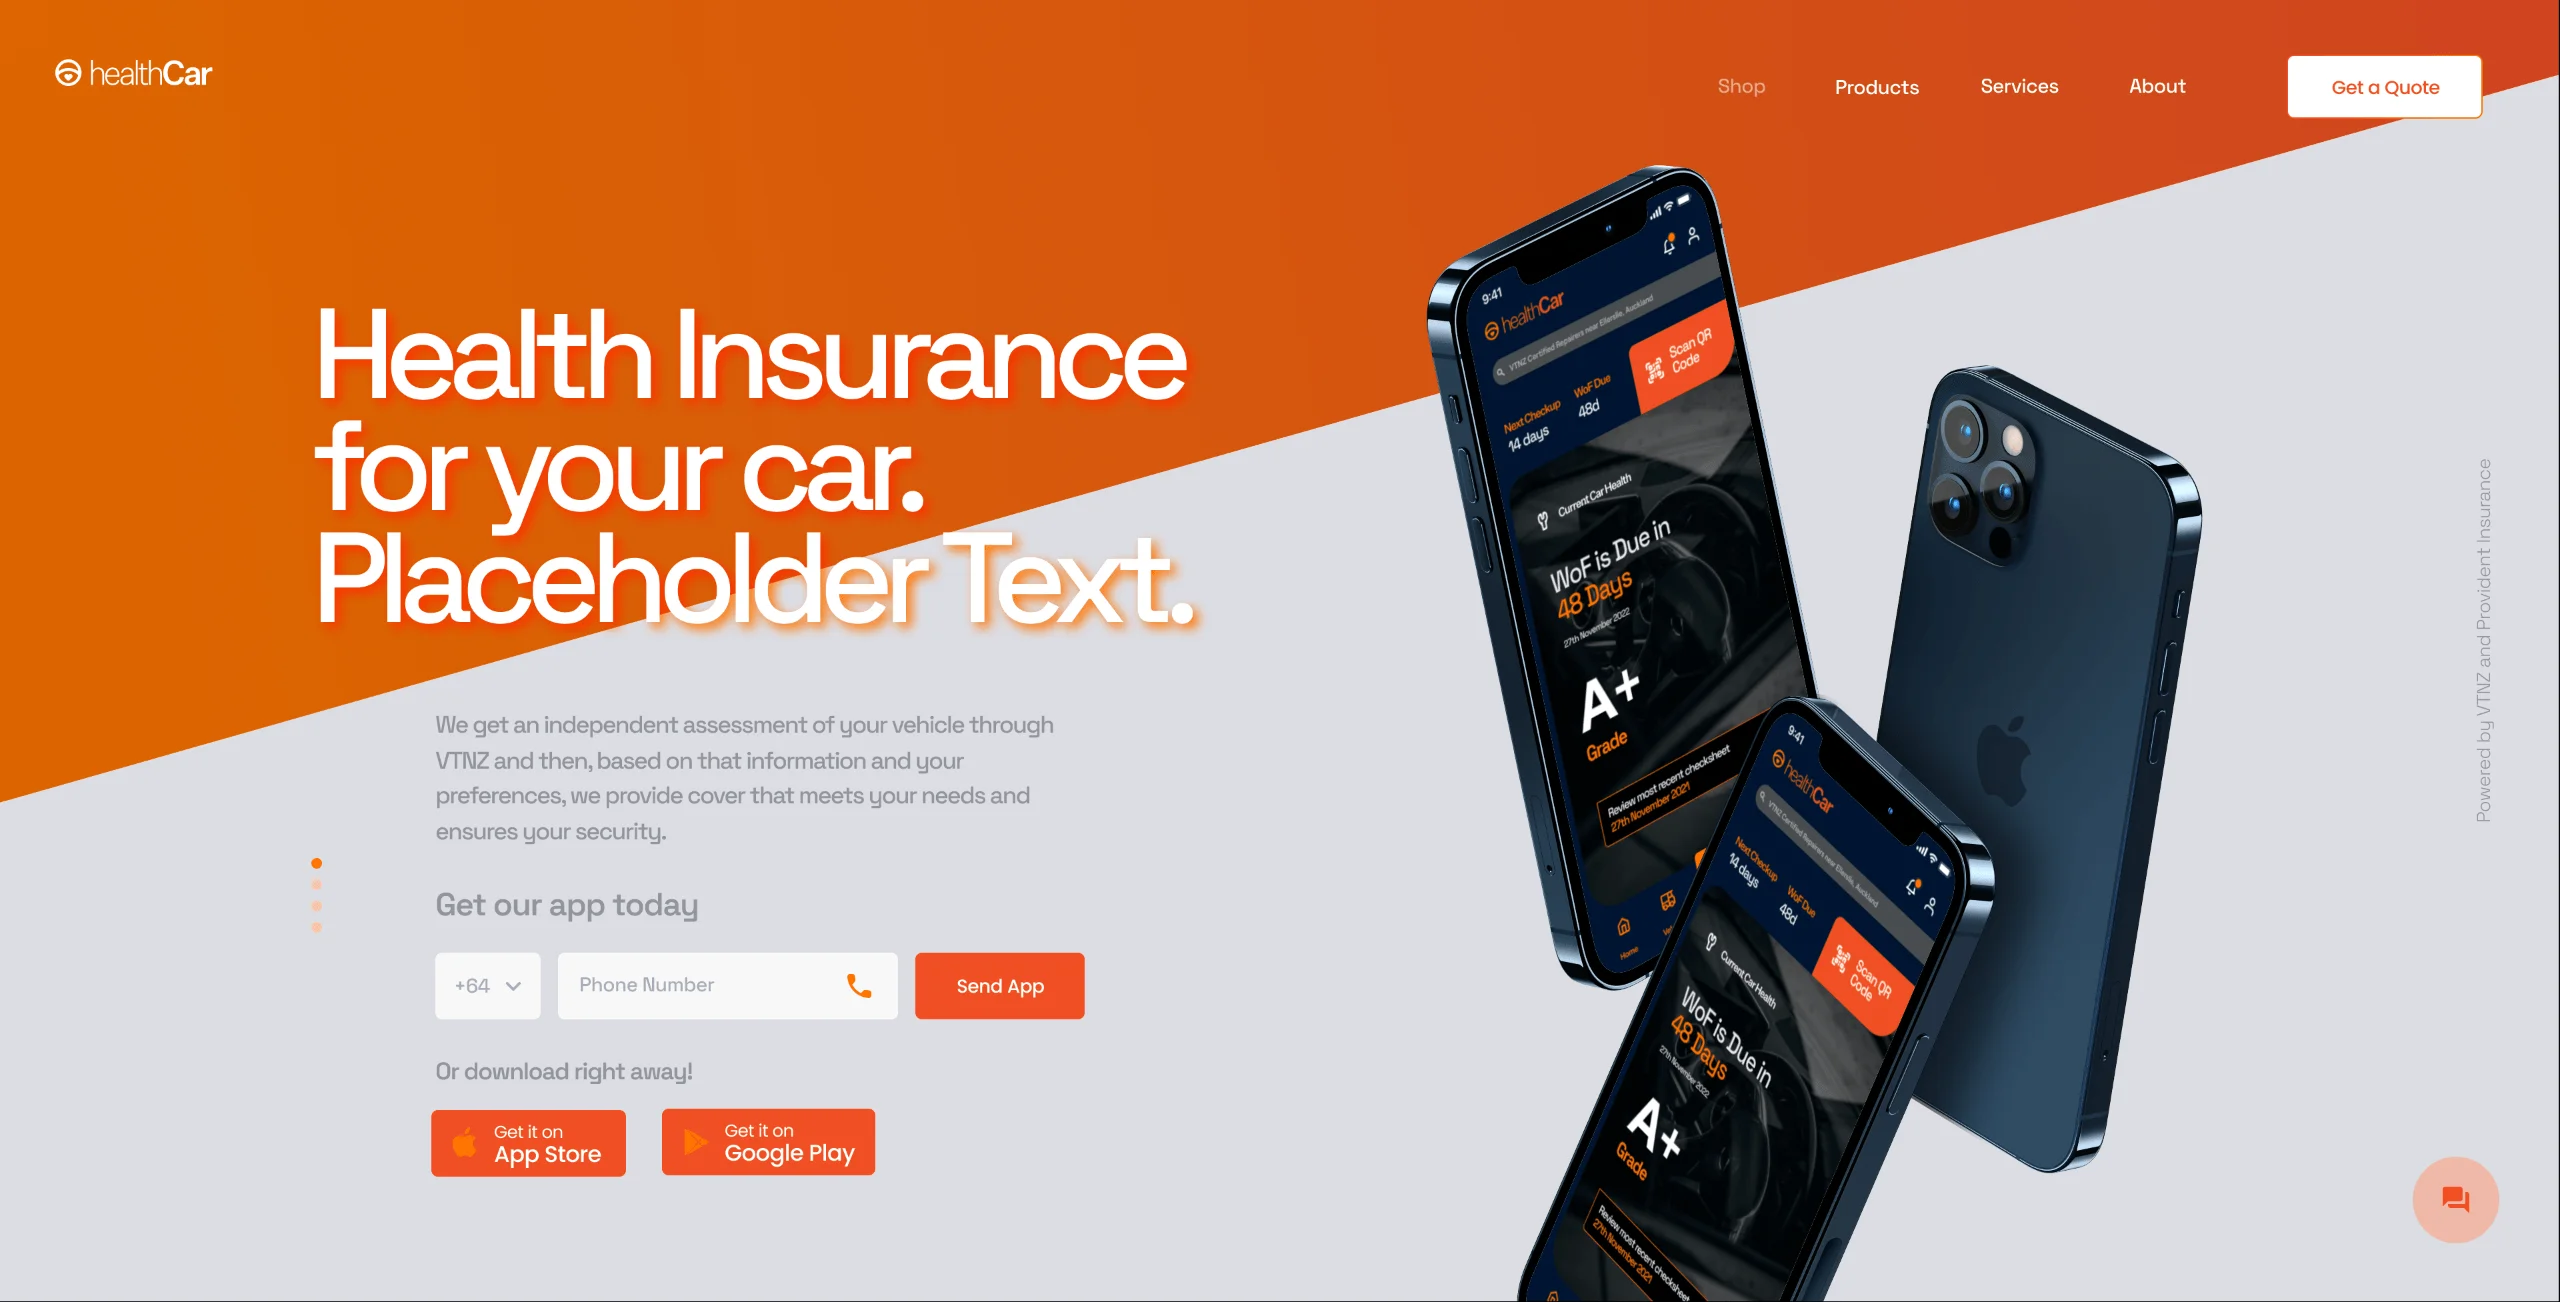 healthCar
Shop
Products
Services
About
Get a Quote
Health Insurance
for your car.
Placeholder Text.
We get an independent assessment of your vehicle through
VTNZ and then, based on that information and your
preferences, we provide cover that meets your needs and
ensures your security.
Get our app today
+64
Phone Number
Send App
Or download right away!
Get it on
App Store
Get it on
Google Play
9:41
healthCar
VTNZ Certified Repairers near Ellerslie, Auckland
Next Checkup
14 days
WoF Due
48d
Scan QR
Code
Current Car Health
WoF is Due in
48 Days
27th November 2022
A+
Grade
Review most recent checksheet
27th November 2021
Home
9:41
healthCar
VTNZ Certified Repairers near Ellerslie, Auckland
Next Checkup
14 days
WoF Due
48d
Scan QR
Code
Current Car Health
WoF is Due in
48 Days
27th November 2022
A+
Grade
Review most recent checksheet
27th November 2021
Powered by VTNZ and Provident Insurance